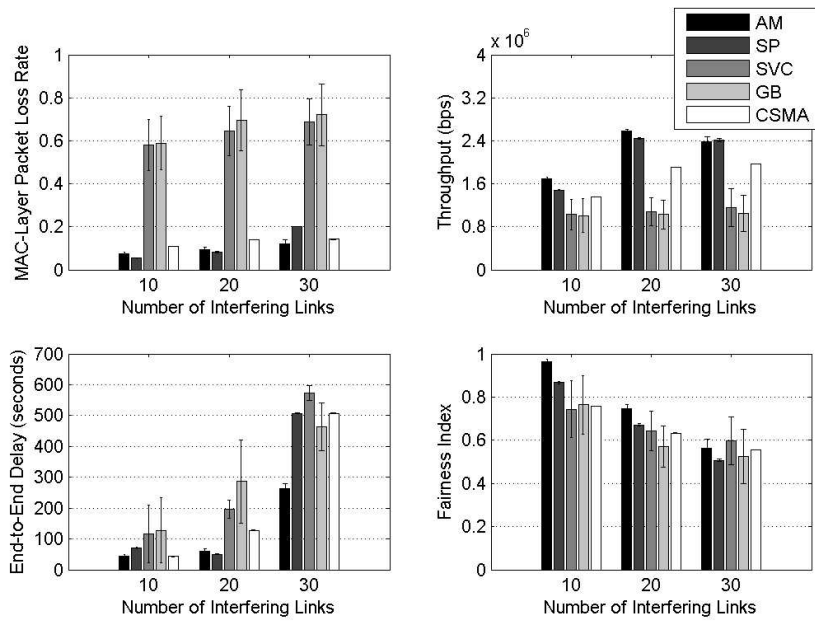 MAC-Layer Packet Loss Rate
1
0.8
0.6
0.4
0.2
0
10 20 30
Number of Interfering Links
x 10^6
Throughput (bps)
4
3.2
2.4
1.6
0.8
0
10 20 30
Number of Interfering Links
AM
SP
SVC
GB
CSMA
End-to-End Delay (seconds)
700
600
500
400
300
200
100
0
10 20 30
Number of Interfering Links
Fairness Index
1
0.8
0.6
0.4
0.2
0
10 20 30
Number of Interfering Links